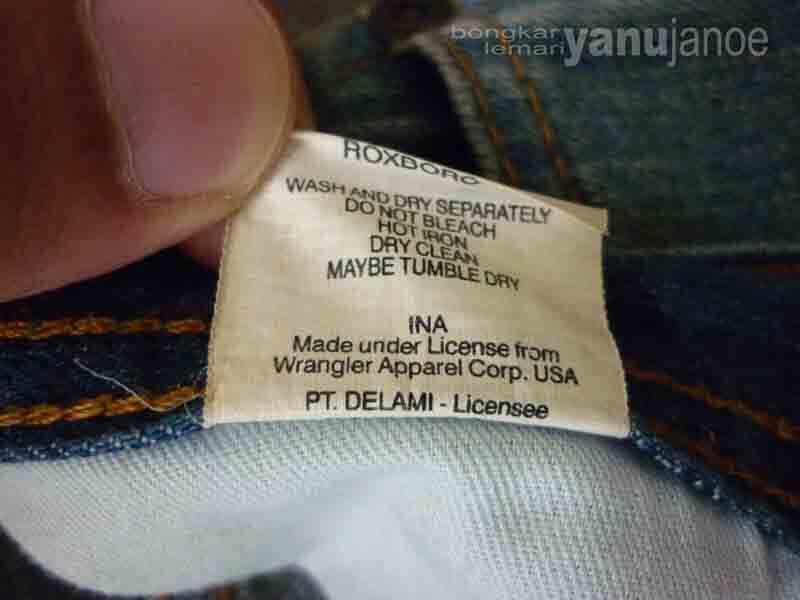 bongkar
lemari yanujanoe
ROXBORO
WASH AND DRY SEPARATELY
DO NOT BLEACH
HOT IRON
DRY CLEAN
MAYBE TUMBLE DRY
INA
Made under License from
Wrangler Apparel Corp. USA
PT. DELAMI - Licensee